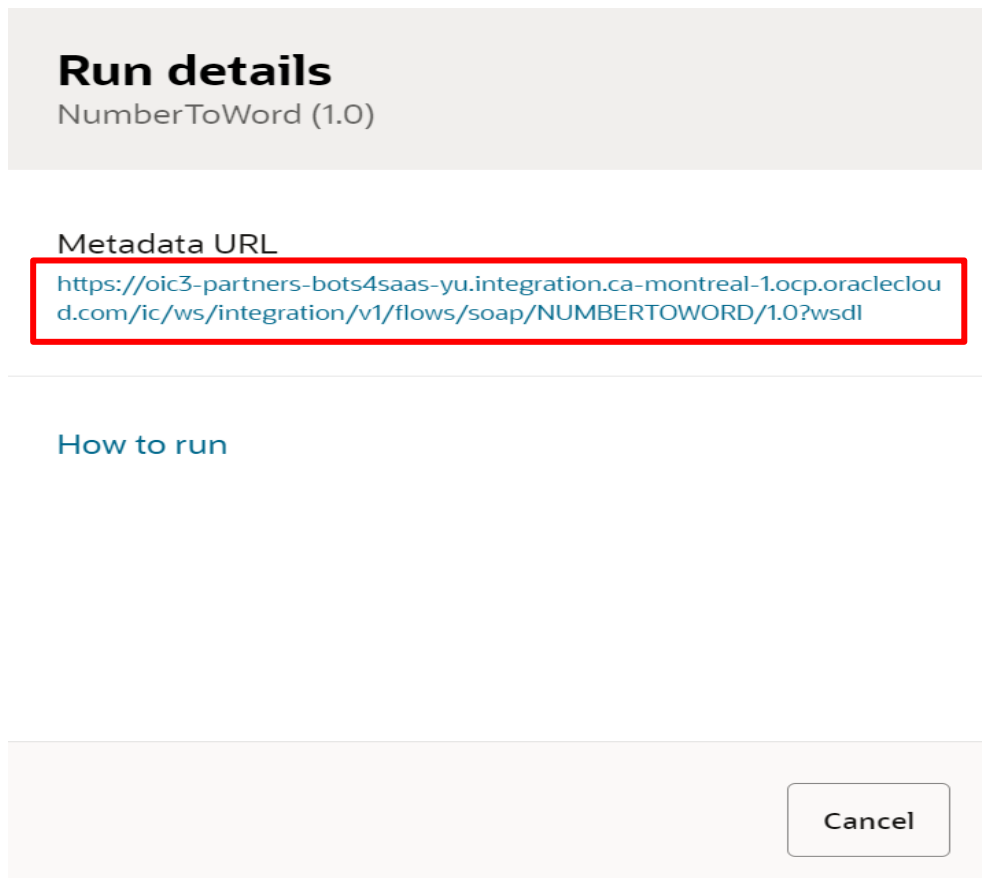 Run details
NumberToWord (1.0)
Metadata URL
https://oic3-partners-bots4saas-yu.integration.ca-montreal-1.ocp.oracleclou
d.com/ic/ws/integration/v1/flows/soap/NUMBERTOWORD/1.0?wsdl
How to run
Cancel